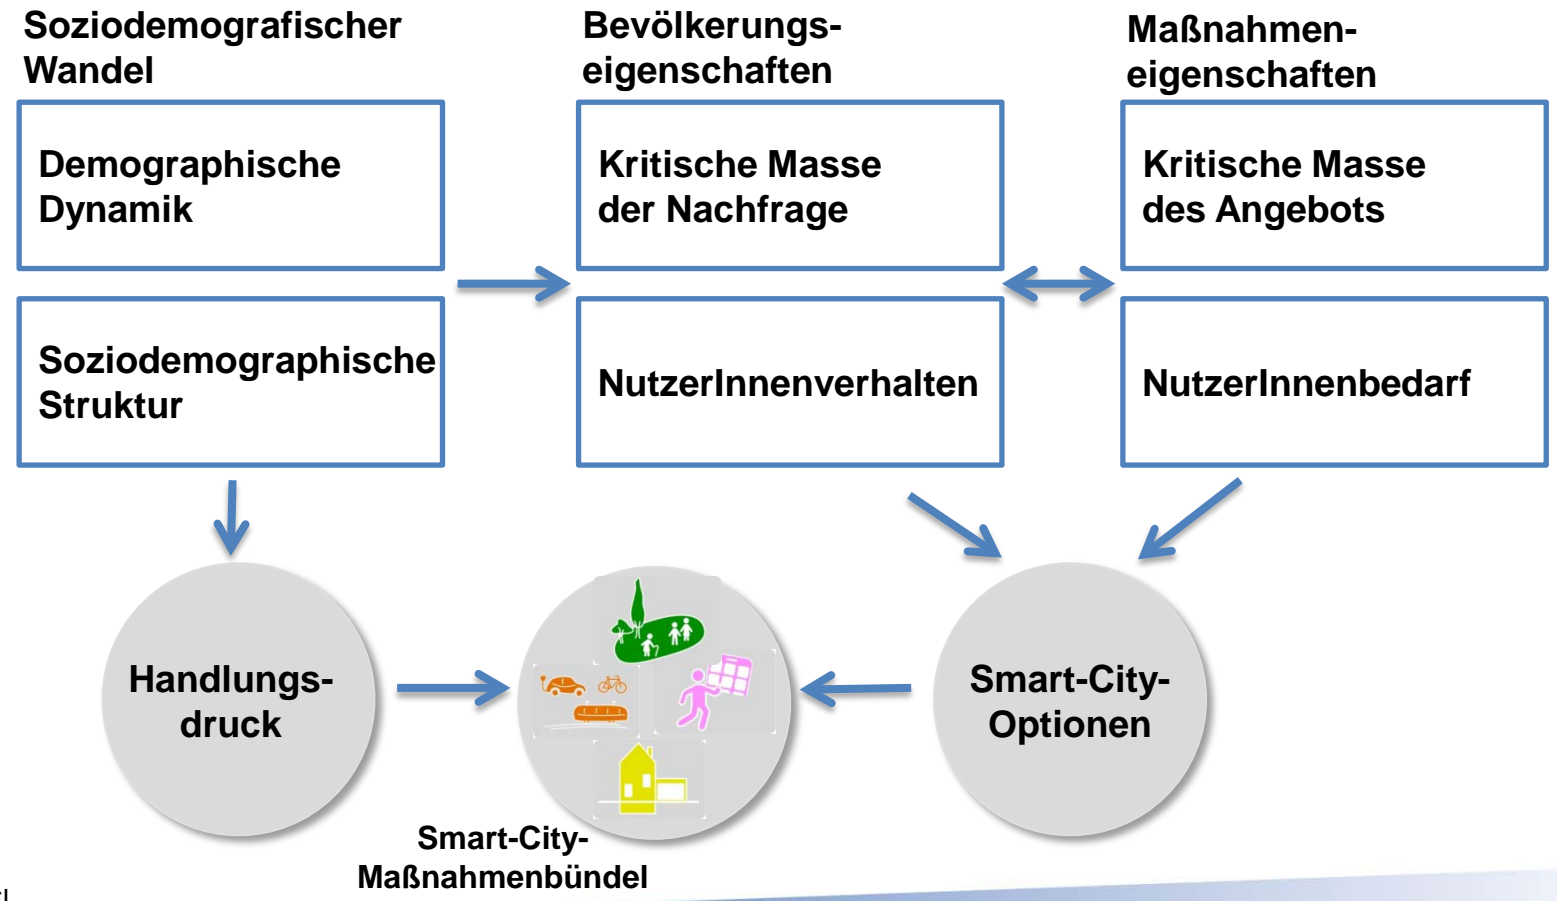 Soziodemografischer
Wandel
Bevölkerungs-
eigenschaften
Maßnahmen-
eigenschaften
Demographische
Dynamik
Kritische Masse
der Nachfrage
Kritische Masse
des Angebots
Soziodemographische
Struktur
NutzerInnenverhalten
NutzerInnenbedarf
Handlungs-
druck
Smart-City-
Optionen
Smart-City-
Maßnahmenbündel